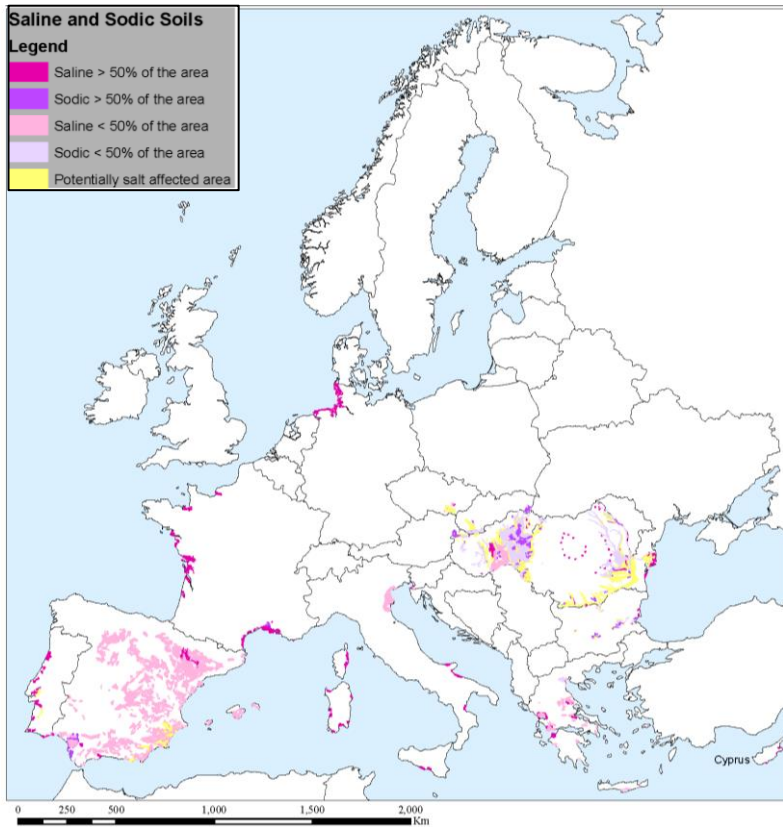 Saline and Sodic Soils
Legend
Saline > 50% of the area
Sodic > 50% of the area
Saline < 50% of the area
Sodic < 50% of the area
Potentially salt affected area
Cyprus
0 250 500 1,000 1,500 2,000
Km